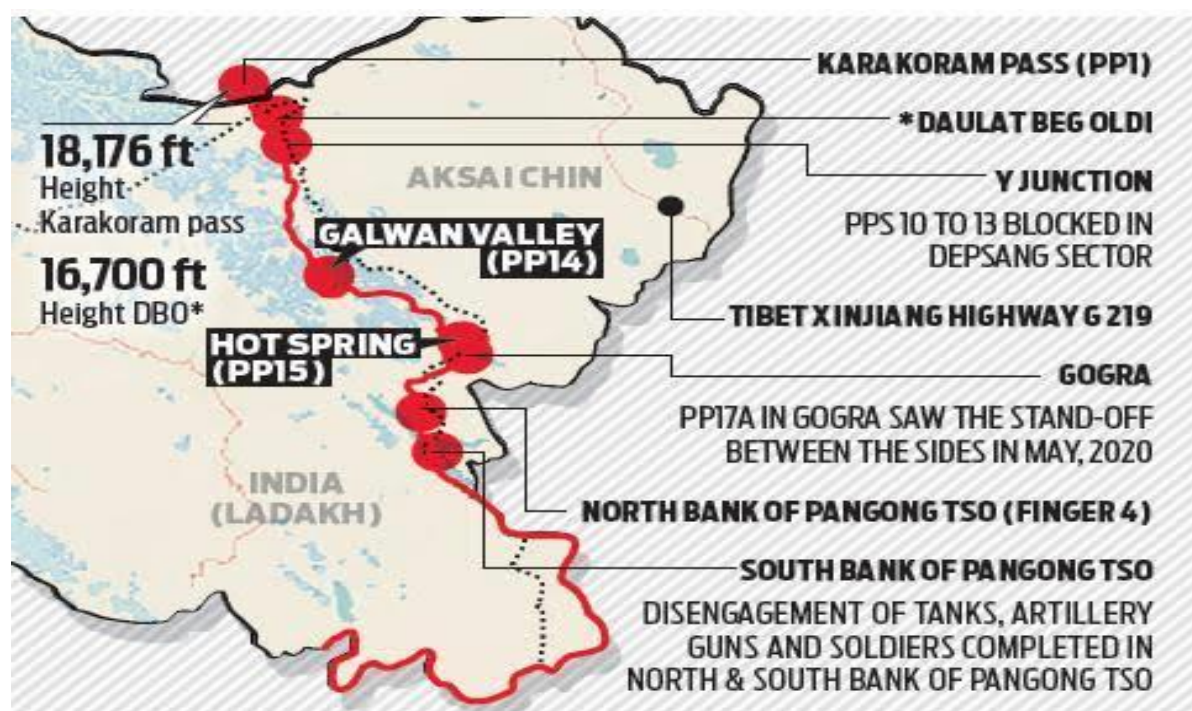 KARAKORAM PASS (PP1)
*DAULAT BEG OLDI
18,176 ft
Height
Karakoram pass
16,700 ft
Height DBO*
AKSAI CHIN
Y JUNCTION
PPS 10 TO 13 BLOCKED IN
DEPSANG SECTOR
GALWAN VALLEY
(PP14)
TIBET XINJIANG HIGHWAY G 219
HOT SPRING
(PP15)
GOGRA
PP17A IN GOGRA SAW THE STAND-OFF
BETWEEN THE SIDES IN MAY, 2020
INDIA
(LADAKH)
NORTH BANK OF PANGONG TSO (FINGER 4)
SOUTH BANK OF PANGONG TSO
DISENGAGEMENT OF TANKS, ARTILLERY
GUNS AND SOLDIERS COMPLETED IN
NORTH & SOUTH BANK OF PANGONG TSO